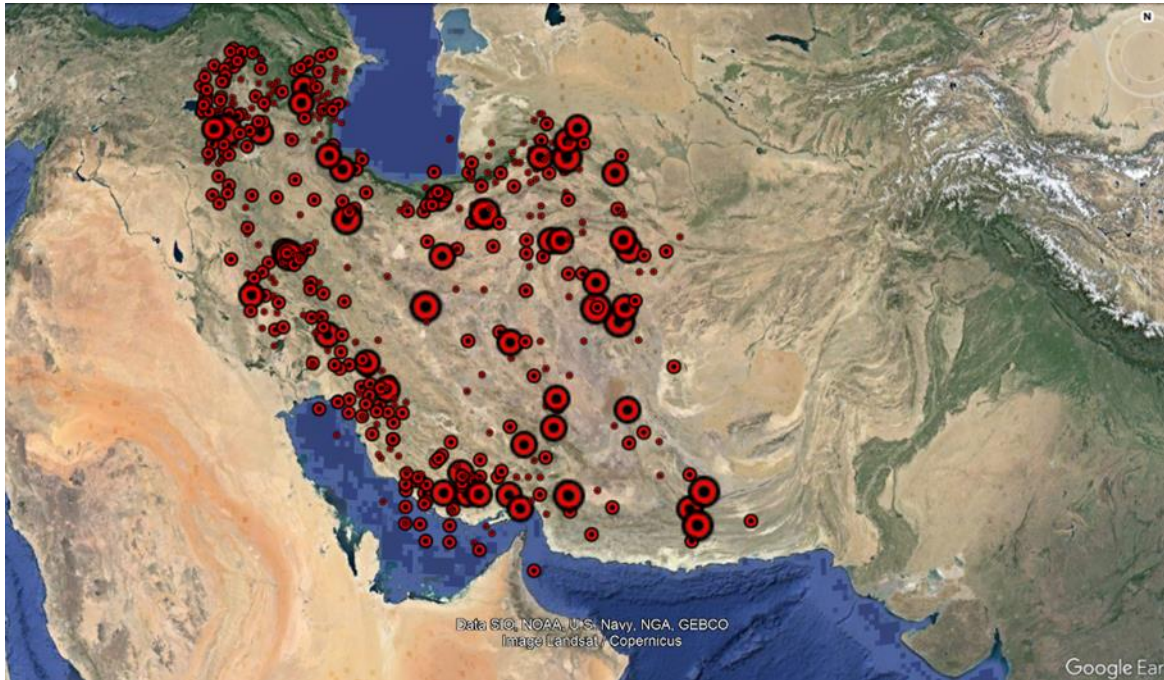 N
Data SIO, NOAA, U.S. Navy, NGA, GEBCO
Image Landsat / Copernicus
Google Ear